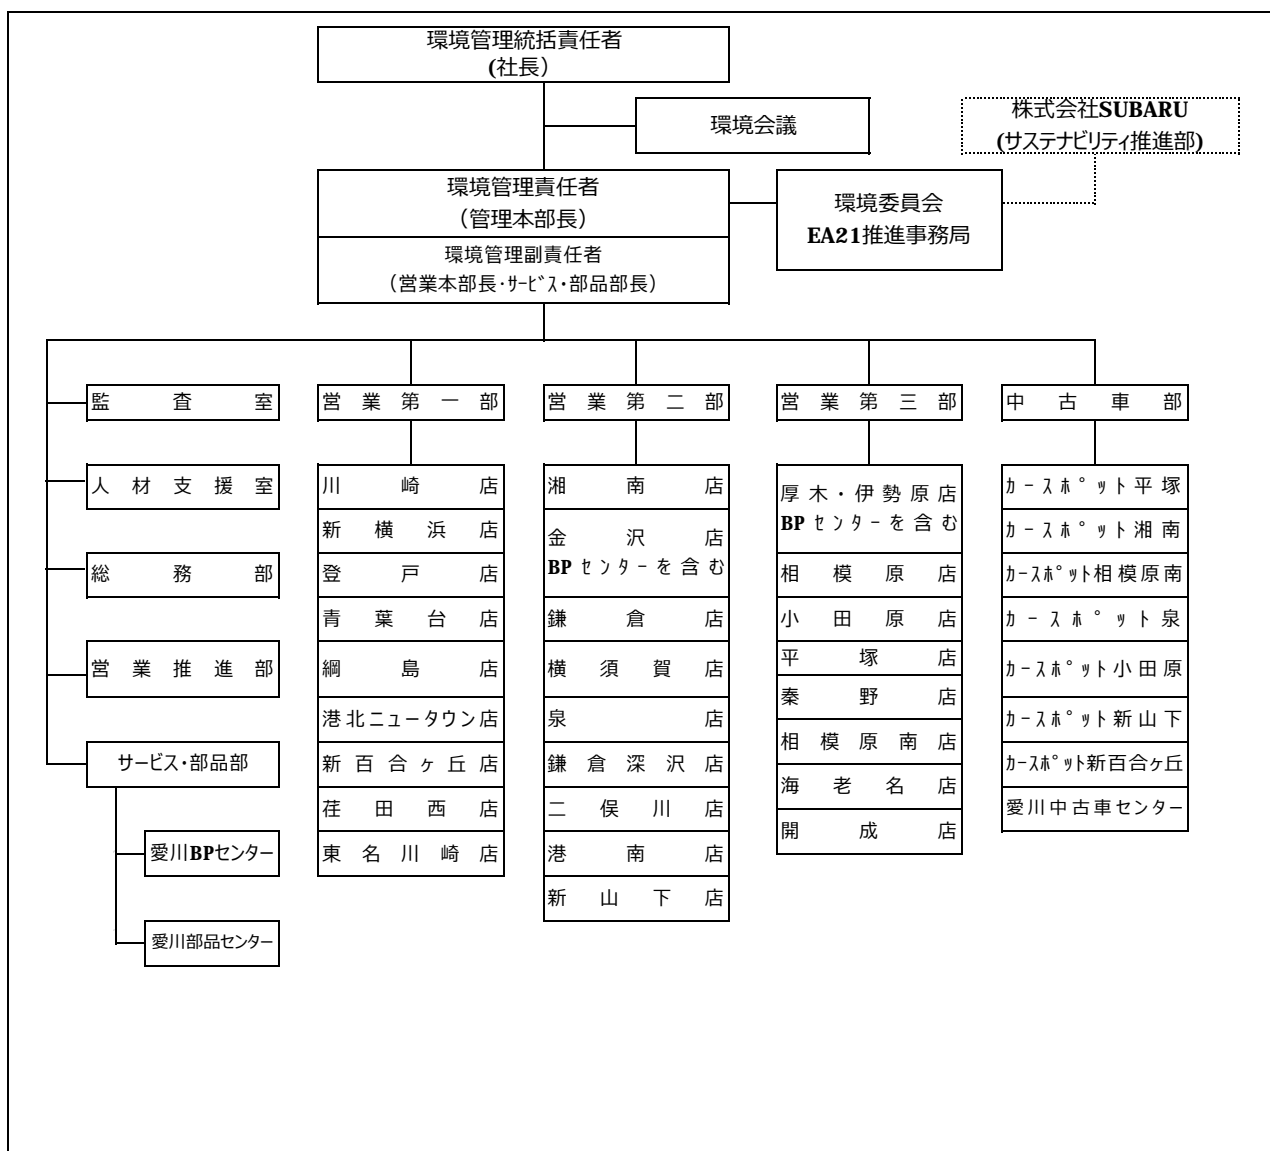 環境管理統括責任者
(社長）
環境会議
株式会社SUBARU
(サステナビリティ推進部)
環境管理責任者
（管理本部長）
環境管理副責任者
（営業本部長･ｻｰﾋﾞｽ・部品部長）
環境委員会
EA21推進事務局
監査室
人材支援室
総務部
営業推進部
サービス・部品部
愛川BPセンター
愛川部品センター
営業第一部
川崎店
新横浜店
登戸店
青葉台店
綱島店
港北ニュータウン店
新百合ヶ丘店
荏田西店
東名川崎店
営業第二部
湘南店
金沢店
BPセンターを含む
鎌倉店
横須賀店
泉店
鎌倉深沢店
二俣川店
港南店
新山下店
営業第三部
厚木・伊勢原店
BPセンターを含む
相模原店
小田原店
平塚店
秦野店
相模原南店
海老名店
開成店
中古車部
ｶｰｽﾎﾟｯﾄ平塚
ｶｰｽﾎﾟｯﾄ湘南
ｶｰｽﾎﾟｯﾄ相模原南
ｶｰｽﾎﾟｯﾄ泉
ｶｰｽﾎﾟｯﾄ小田原
ｶｰｽﾎﾟｯﾄ新山下
ｶｰｽﾎﾟｯﾄ新百合ヶ丘
愛川中古車センター